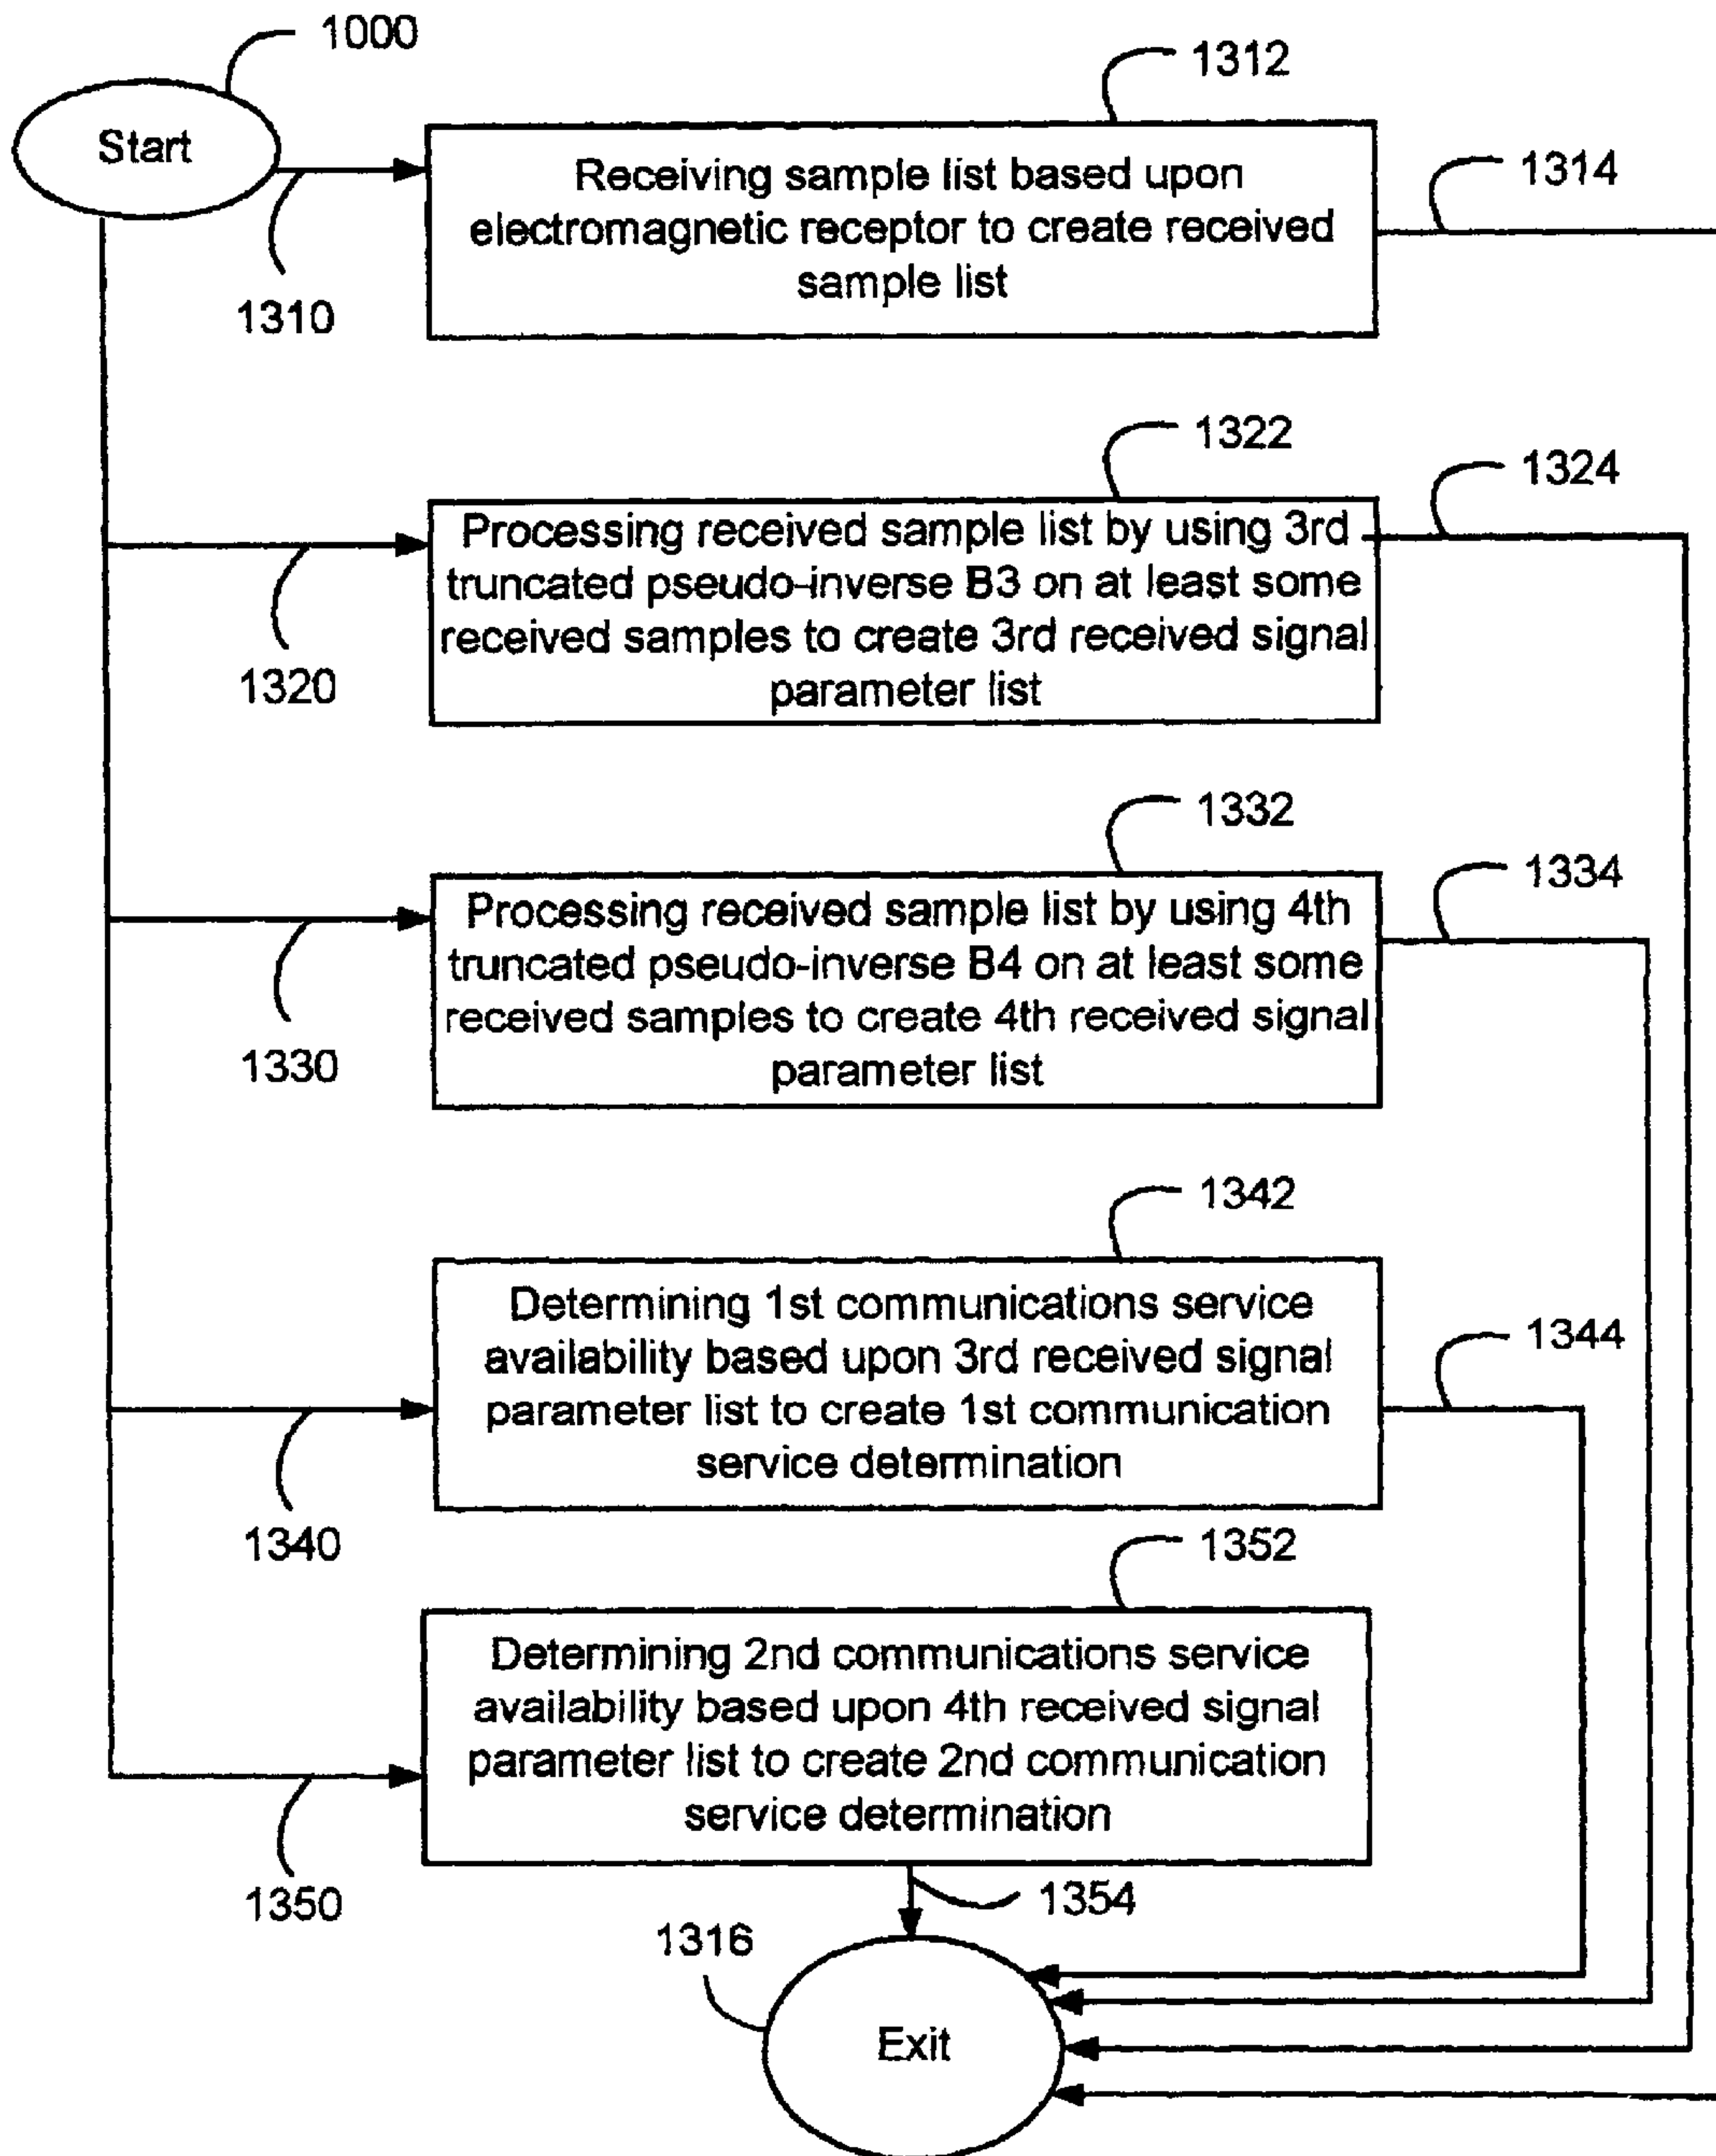 1000
Start
1312
Receiving sample list based upon
electromagnetic receptor to create received
sample list
1314
1310
1322
1324
Processing received sample list by using 3rd
truncated pseudo-inverse B3 on at least some
received samples to create 3rd received signal
parameter list
1320
1332
1334
Processing received sample list by using 4th
truncated pseudo-inverse B4 on at least some
received samples to create 4th received signal
parameter list
1330
1342
1344
Determining 1st communications service
availability based upon 3rd received signal
parameter list to create 1st communication
service determination
1340
1352
Determining 2nd communications service
availability based upon 4th received signal
parameter list to create 2nd communication
service determination
1350
1354
1316
Exit